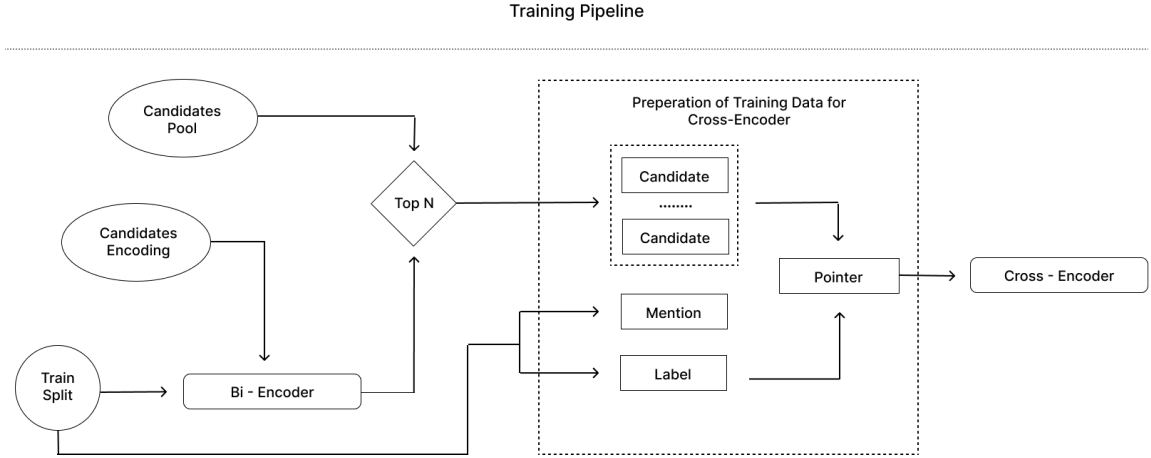 Training Pipeline
Candidates
Pool
Preperation of Training Data for
Cross-Encoder
Candidate
........
Candidate
Top N
Candidates
Encoding
Pointer
Cross - Encoder
Mention
Label
Train
Split
Bi - Encoder